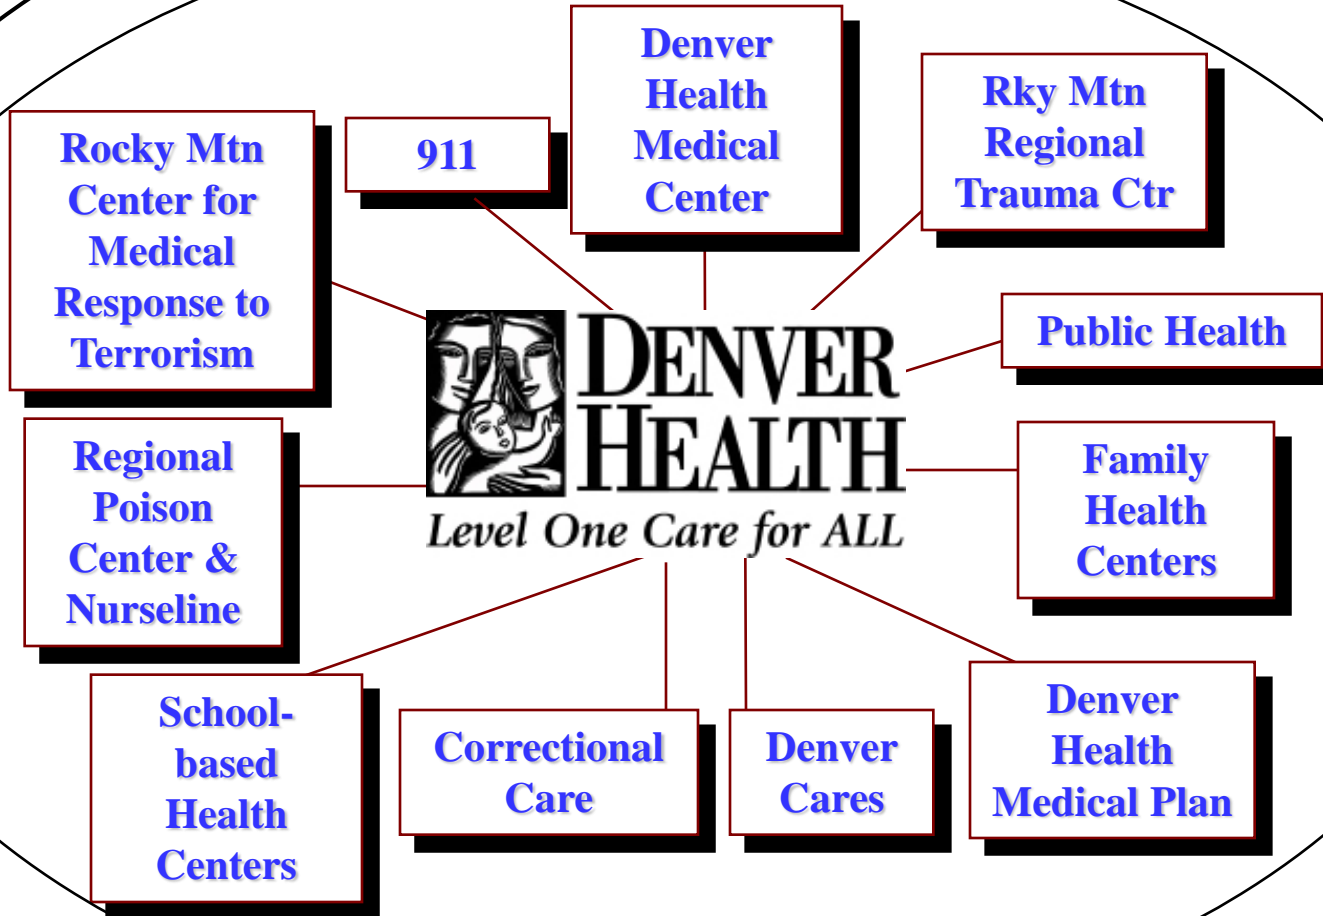 Denver
Health
Medical
Center
Rky Mtn
Regional
Trauma Ctr
911
Rocky Mtn
Center for
Medical
Response to
Terrorism
Public Health
DENVER
HEALTH
Level One Care for ALL
Regional
Poison
Center &
Nurseline
Family
Health
Centers
School-
based
Health
Centers
Correctional
Care
Denver
Cares
Denver
Health
Medical Plan